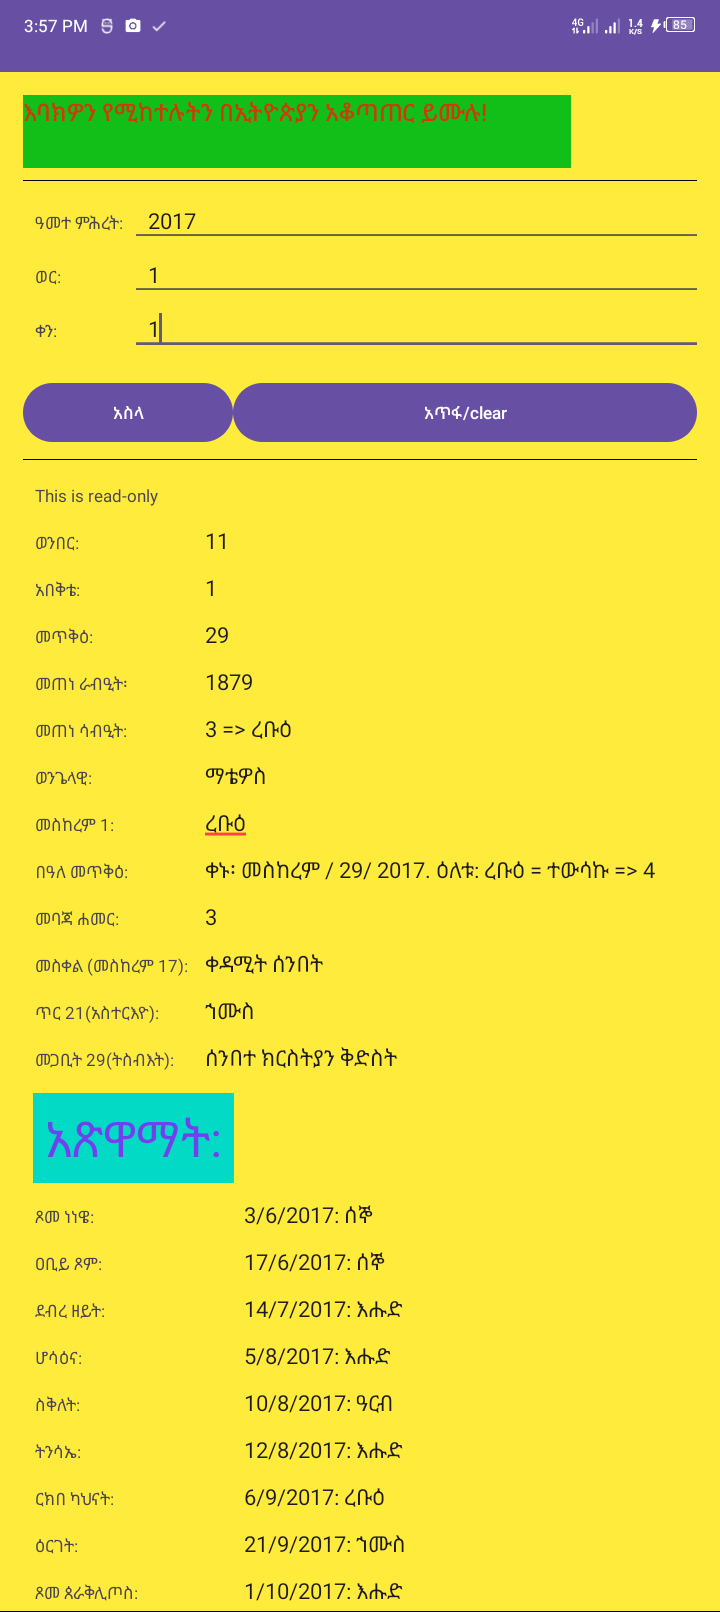 3:57 PM
4G 1.4 K/S 85
እባክዎን የሚከተሉትን በኢትዮጵያን አቆጣጠር ይሙሉ!
ዓመተ ምሕረት: 2017
ወር: 1
ቀን: 1
አስላ አጥፋ/clear
This is read-only
ወንበር: 11
አበቅቴ: 1
መጥቅዕ: 29
መጠነ ራብዒት፡ 1879
መጠነ ሳብዒት: 3 => ረቡዕ
ወንጌላዊ: ማቴዎስ
መስከረም 1: ረቡዕ
በዓለ መጥቅዕ: ቀኑ፡ መስከረም / 29/ 2017. ዕለቱ: ረቡዕ = ተውሳኩ => 4
መባጃ ሐመር: 3
መስቀል (መስከረም 17): ቀዳሚት ሰንበት
ጥር 21(አስተርእዮ): ኀሙስ
መጋቢት 29(ትስብእት): ሰንበተ ክርስትያን ቅድስት
አጽዋማት:
ጾመ ነነዌ: 3/6/2017: ሰኞ
ዐቢይ ጾም: 17/6/2017: ሰኞ
ደብረ ዘይት: 14/7/2017: እሑድ
ሆሳዕና: 5/8/2017: እሑድ
ስቅለት: 10/8/2017: ዓርብ
ትንሳኤ: 12/8/2017: እሑድ
ርክበ ካህናት: 6/9/2017: ረቡዕ
ዕርገት: 21/9/2017: ኀሙስ
ጾመ ጰራቅሊጦስ: 1/10/2017: እሑድ